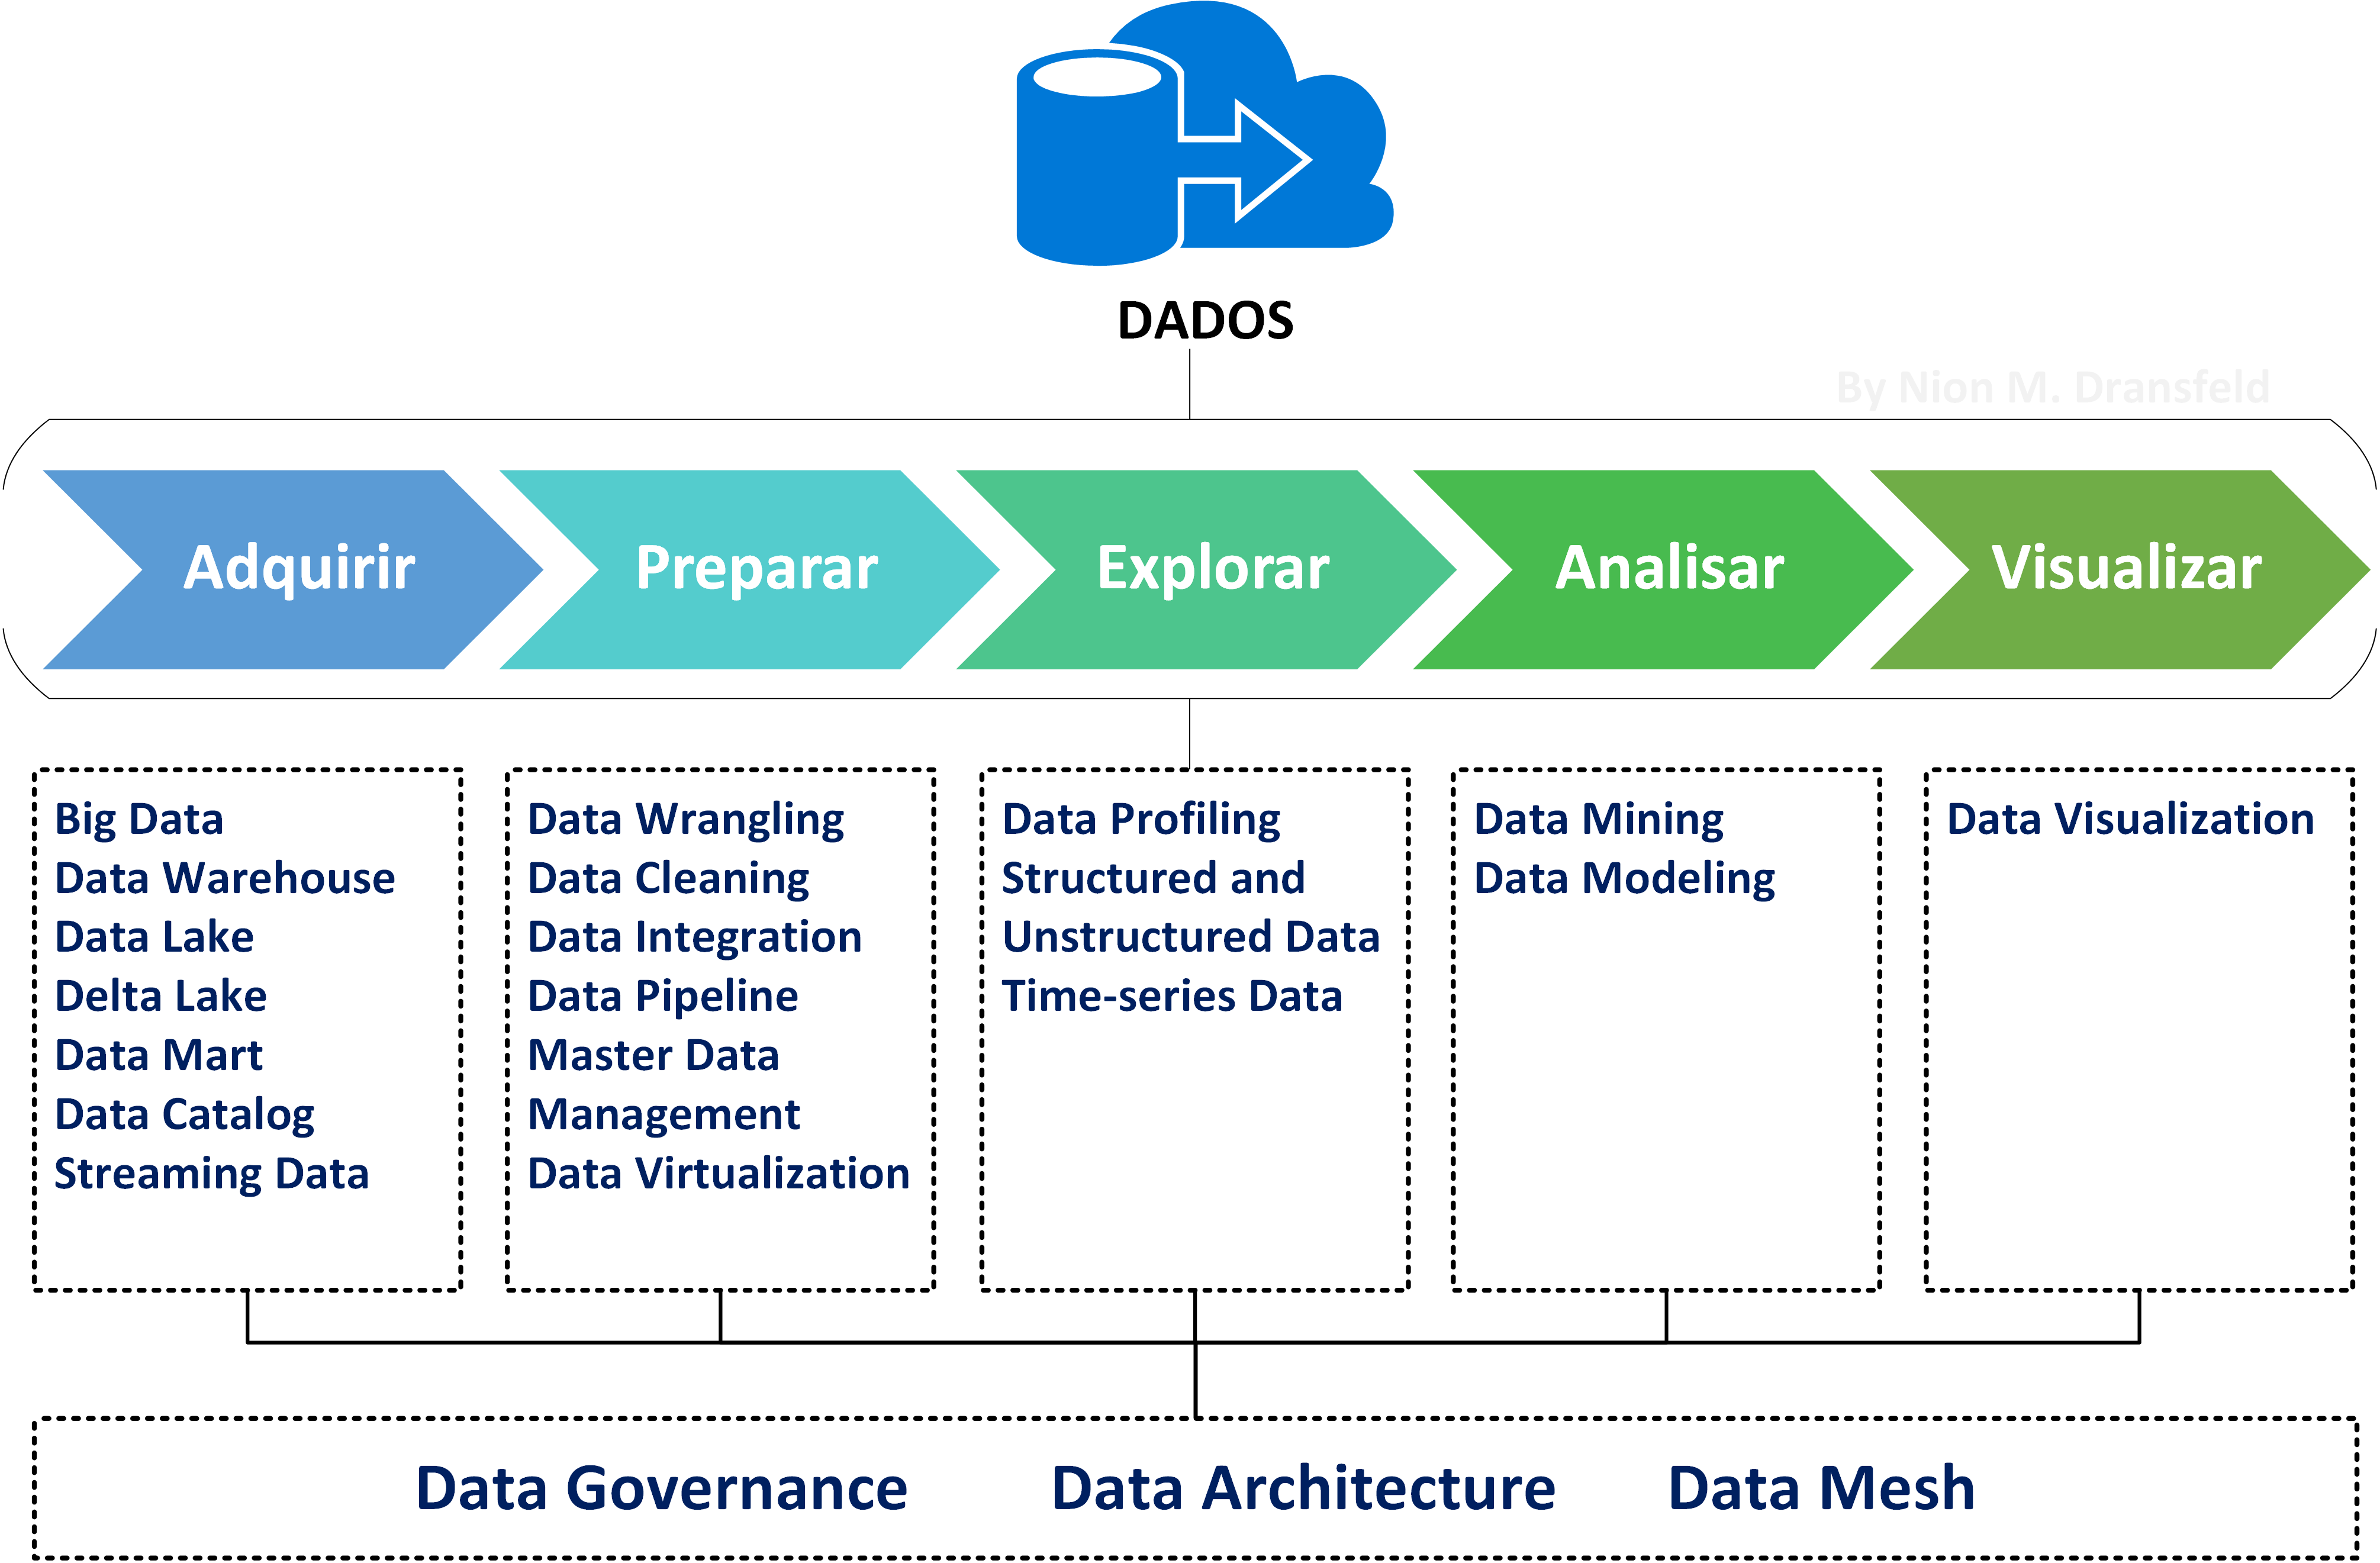 DADOS
By Nion M. Dransfeld
Adquirir
Preparar
Explorar
Analisar
Visualizar
Big Data
Data Warehouse
Data Lake
Delta Lake
Data Mart
Data Catalog
Streaming Data
Data Wrangling
Data Cleaning
Data Integration
Data Pipeline
Master Data
Management
Data Virtualization
Data Profiling
Structured and
Unstructured Data
Time-series Data
Data Mining
Data Modeling
Data Visualization
Data Governance
Data Architecture
Data Mesh